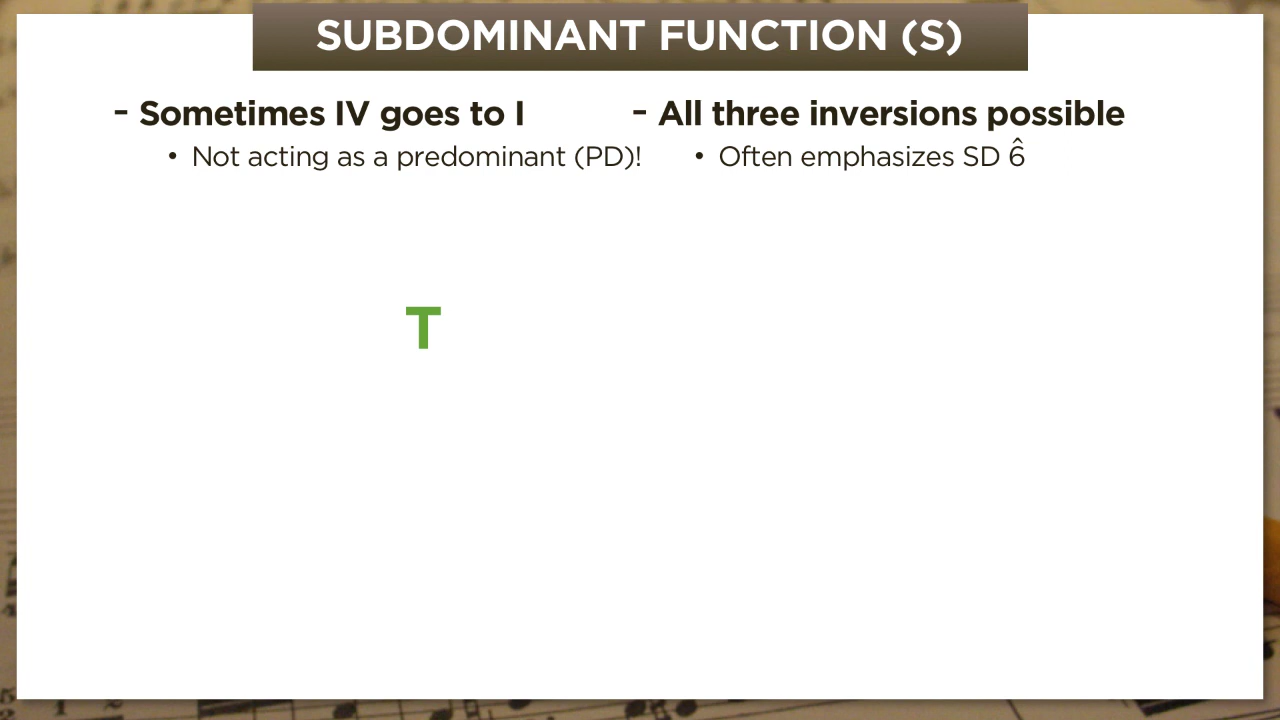 SUBDOMINANT FUNCTION (S)
- Sometimes IV goes to I
• Not acting as a predominant (PD)!
- All three inversions possible
• Often emphasizes SD 6̂
T